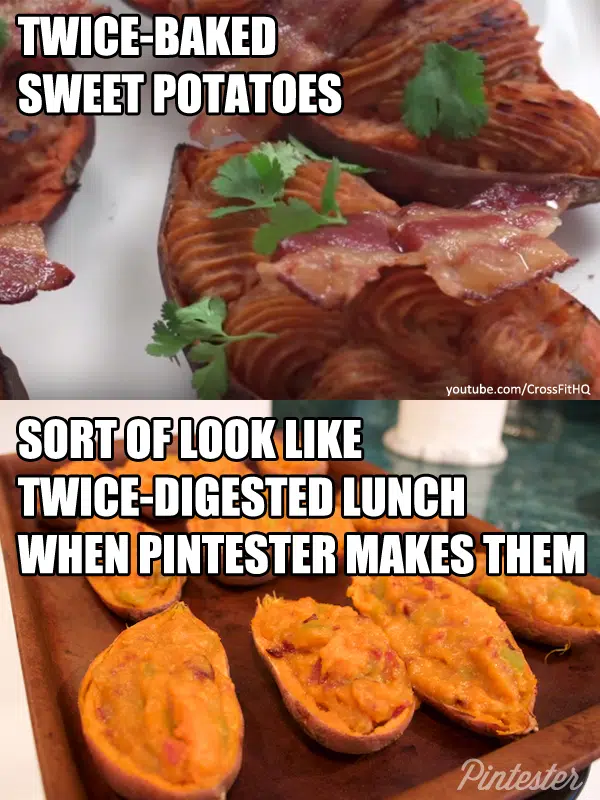 TWICE-BAKED
SWEET POTATOES
youtube.com/CrossFitHQ
SORT OF LOOK LIKE
TWICE-DIGESTED LUNCH
WHEN PINTESTER MAKES THEM
Pintester